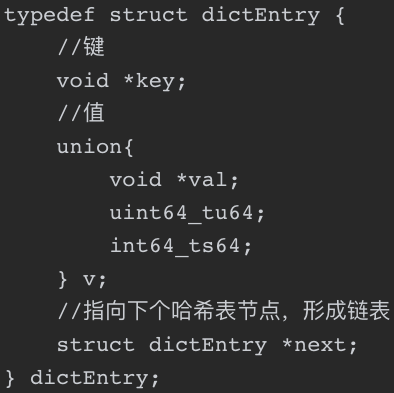 typedef struct dictEntry {
    //键
    void *key;
    //值
    union{
        void *val;
        uint64_tu64;
        int64_ts64;
    } v;
    //指向下个哈希表节点，形成链表
    struct dictEntry *next;
} dictEntry;